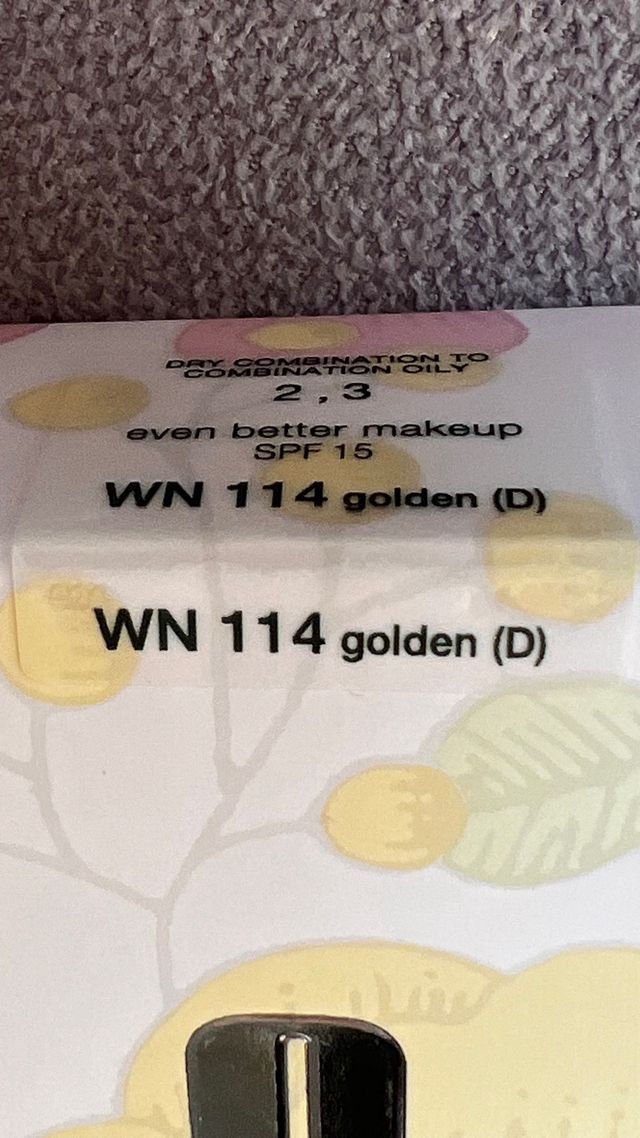 DRY COMBINATION TO
COMBINATION OILY
2 , 3
even better makeup
SPF 15
WN 114 golden (D)
WN 114 golden (D)